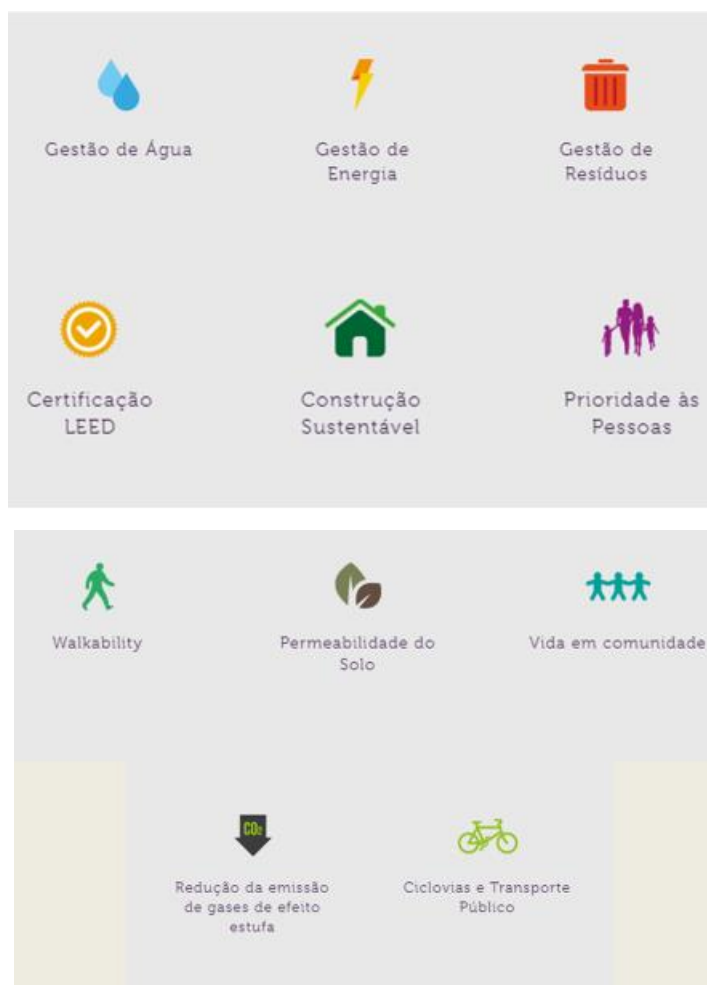 Gestão de Água
Gestão de
Energia
Gestão de
Resíduos
Certificação
LEED
Construção
Sustentável
Prioridade às
Pessoas
Walkability
Permeabilidade do
Solo
Vida em comunidade
CO₂
Redução da emissão
de gases de efeito
estufa
Ciclovias e Transporte
Público